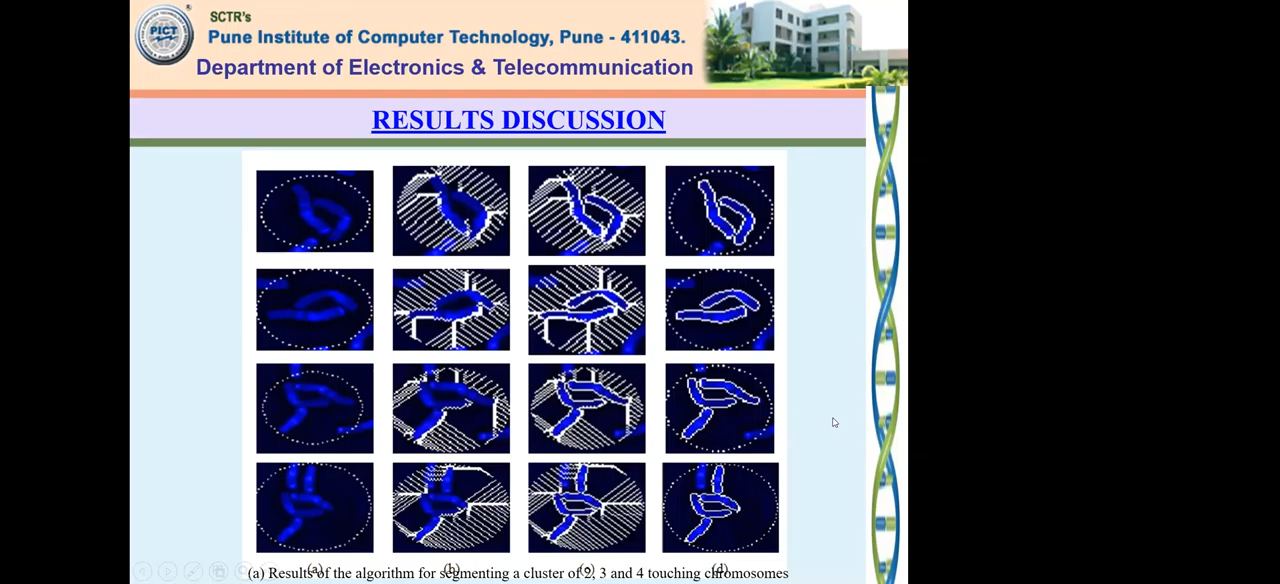 SCTR's
PICT
Pune Institute of Computer Technology, Pune - 411043.
Department of Electronics & Telecommunication
RESULTS DISCUSSION
(a) (b) (c) (d)
(a) Results of the algorithm for segmenting a cluster of 2, 3 and 4 touching chromosomes